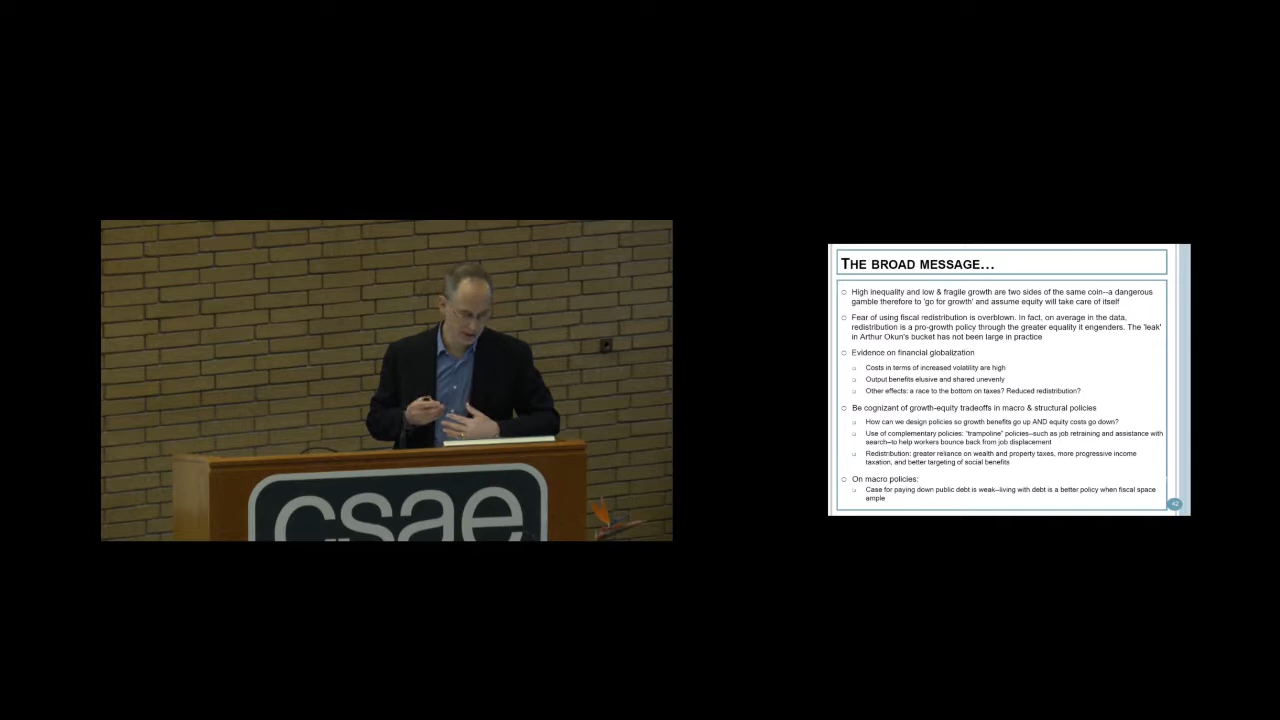 csae
THE BROAD MESSAGE…
High inequality and low & fragile growth are two sides of the same coin--a dangerous
gamble therefore to 'go for growth' and assume equity will take care of itself
Fear of using fiscal redistribution is overblown. In fact, on average in the data,
redistribution is a pro-growth policy through the greater equality it engenders. The 'leak'
in Arthur Okun's bucket has not been large in practice
Evidence on financial globalization
Costs in terms of increased volatility are high
Output benefits elusive and shared unevenly
Other effects: a race to the bottom on taxes? Reduced redistribution?
Be cognizant of growth-equity tradeoffs in macro & structural policies
How can we design policies so growth benefits go up AND equity costs go down?
Use of complementary policies: "trampoline" policies--such as job retraining and assistance with
search--to help workers bounce back from job displacement
Redistribution: greater reliance on wealth and property taxes, more progressive income
taxation, and better targeting of social benefits
On macro policies:
Case for paying down public debt is weak--living with debt is a better policy when fiscal space
ample